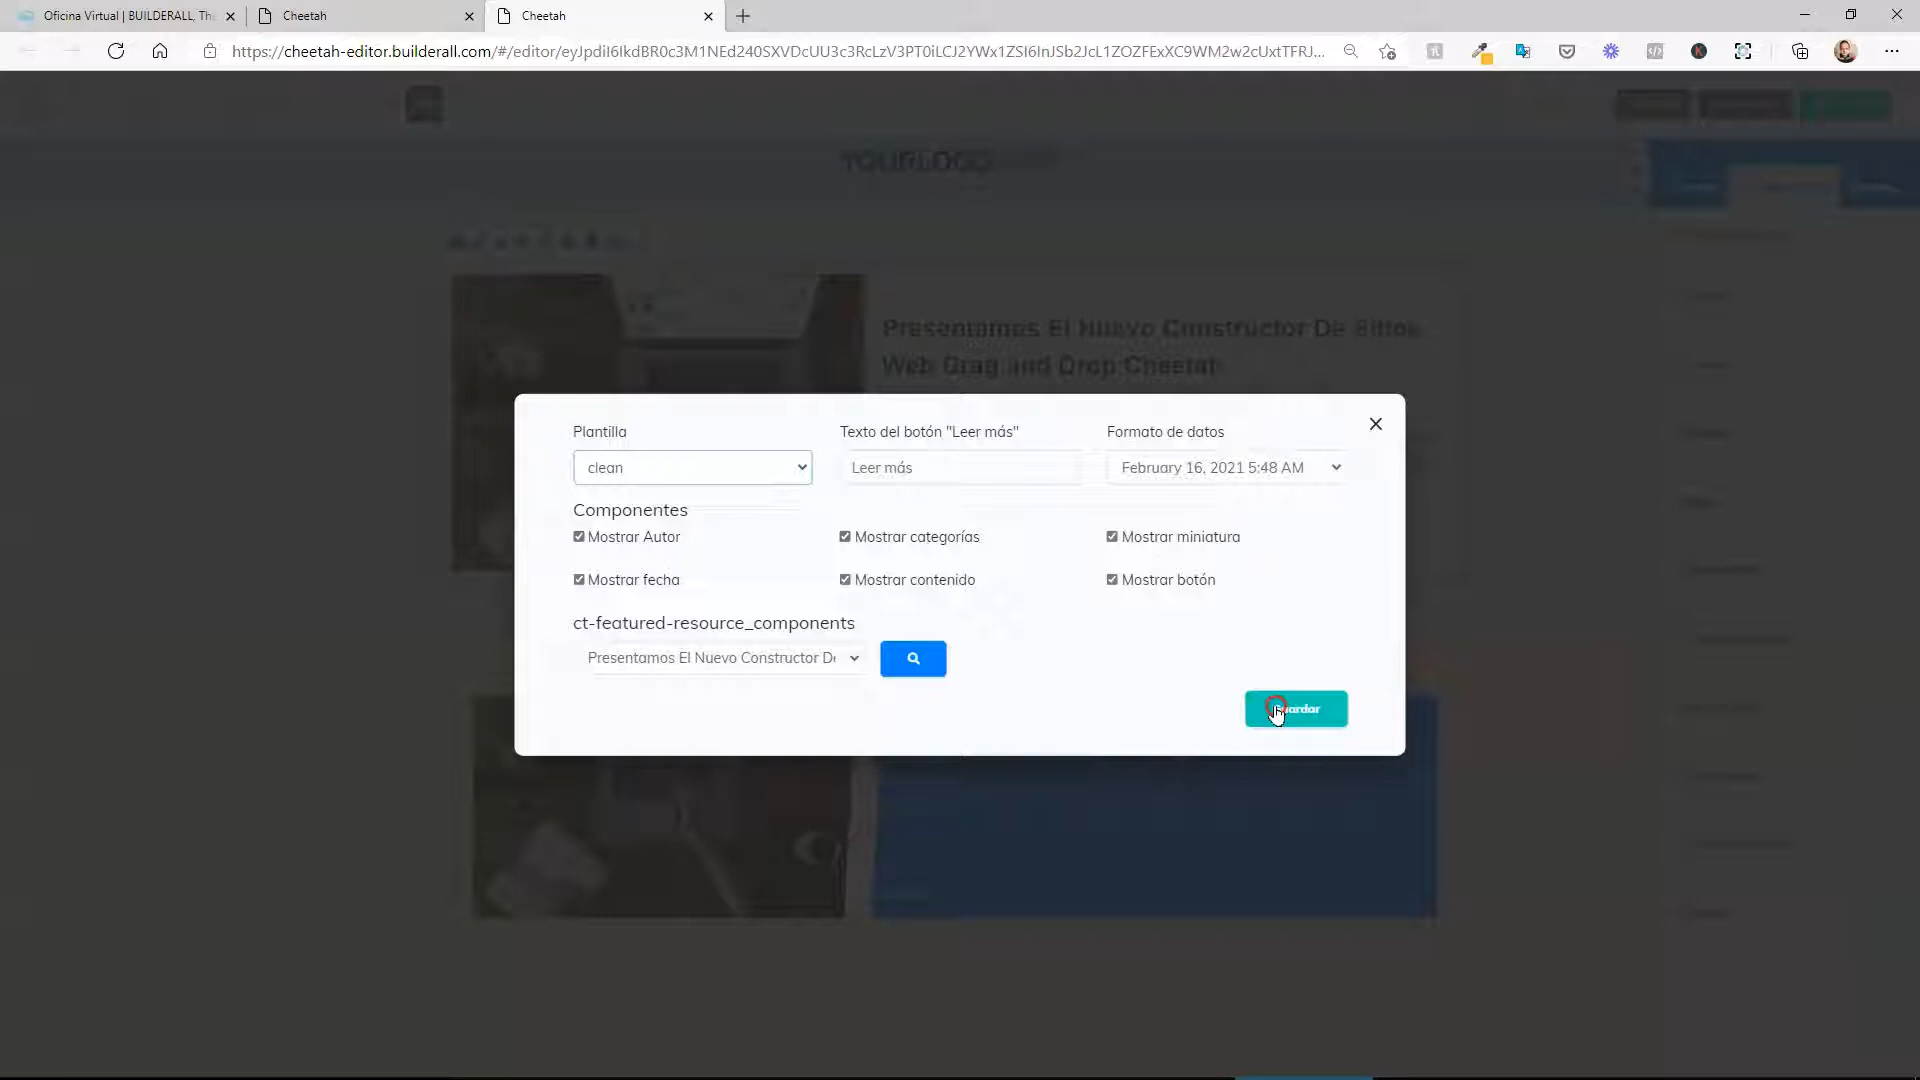 Oficina Virtual | BUILDERALL, Th
Cheetah
Cheetah
https://cheetah-editor.builderall.com/#/editor/eyJpdiI6IkdBR0c3M1NEd240SXVDcUU3c3RcLzV3PT0iLCJ2YWx1ZSI6InJSb2JcL1ZOZFExXC9WM2w2cUxtTFRJ...
YOURLOGO
Presentamos El Nuevo Constructor De Sitios
Web Drag and Drop Cheetah
Plantilla
Texto del botón "Leer más"
Formato de datos
clean
Leer más
February 16, 2021 5:48 AM
Componentes
Mostrar Autor
Mostrar categorías
Mostrar miniatura
Mostrar fecha
Mostrar contenido
Mostrar botón
ct-featured-resource_components
Presentamos El Nuevo Constructor De
Guardar